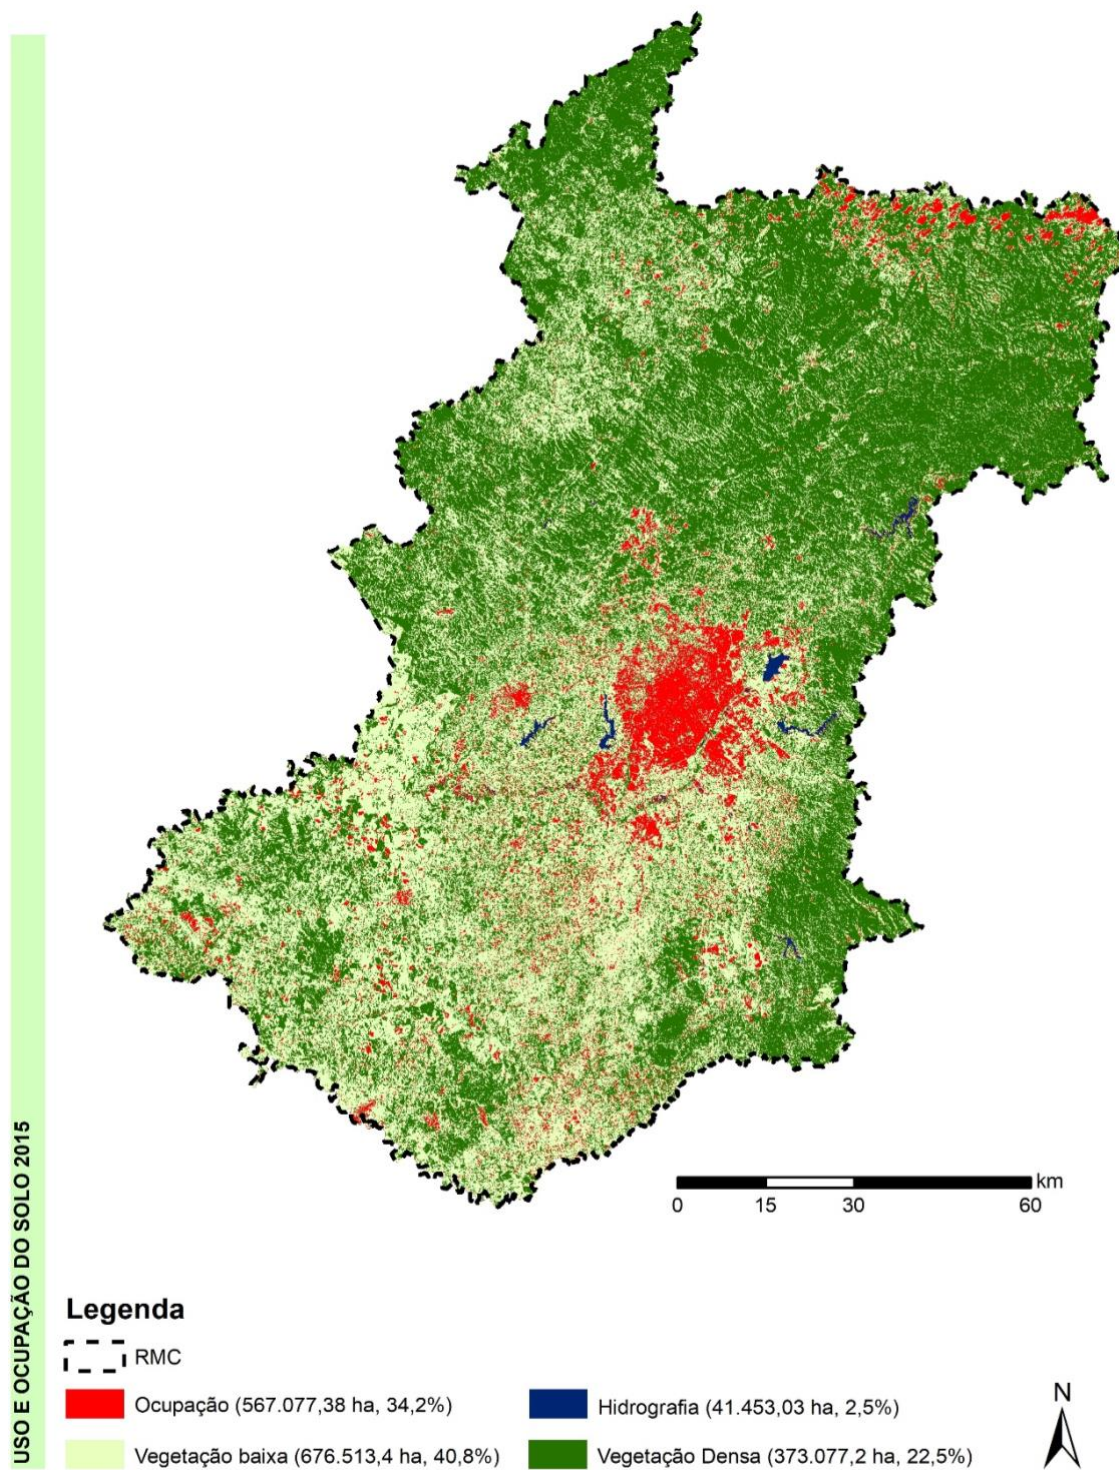 USO E OCUPAÇÃO DO SOLO 2015
km
0 15 30 60
Legenda
RMC
Ocupação (567.077,38 ha, 34,2%)
Hidrografia (41.453,03 ha, 2,5%)
Vegetação baixa (676.513,4 ha, 40,8%)
Vegetação Densa (373.077,2 ha, 22,5%)
N